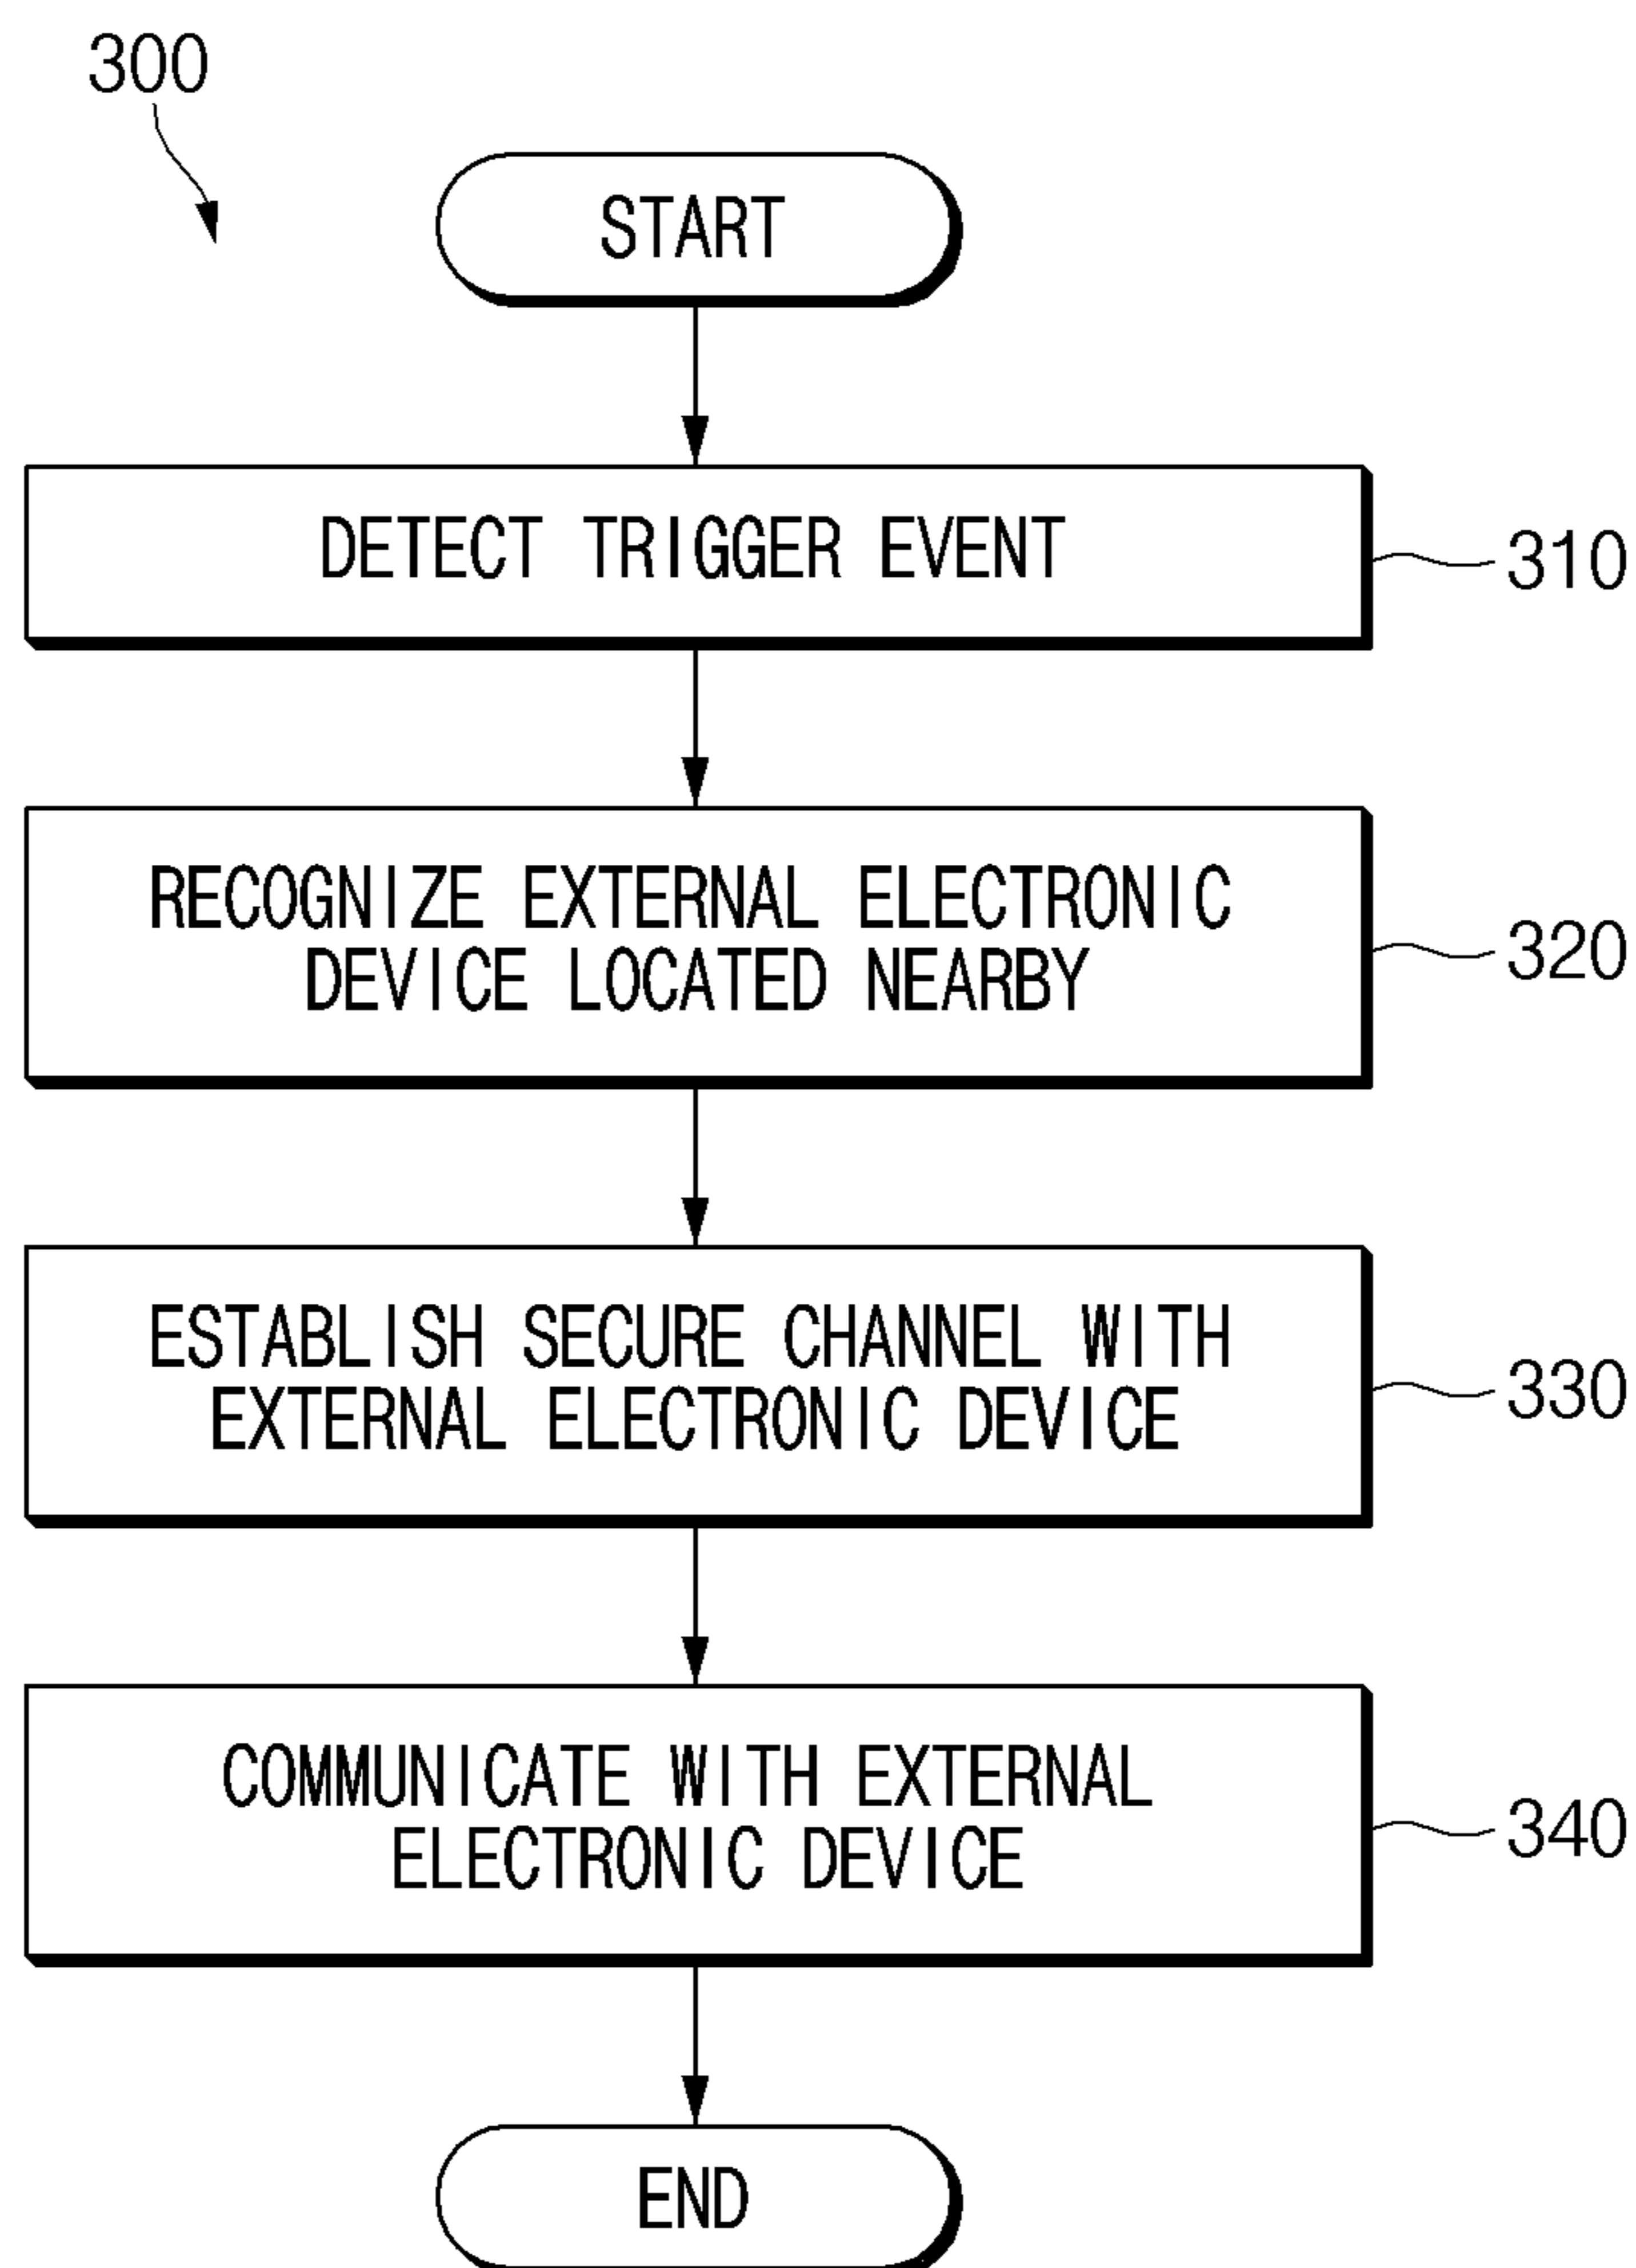 300
START
DETECT TRIGGER EVENT
310
RECOGNIZE EXTERNAL ELECTRONIC
DEVICE LOCATED NEARBY
320
ESTABLISH SECURE CHANNEL WITH
EXTERNAL ELECTRONIC DEVICE
330
COMMUNICATE WITH EXTERNAL
ELECTRONIC DEVICE
340
END